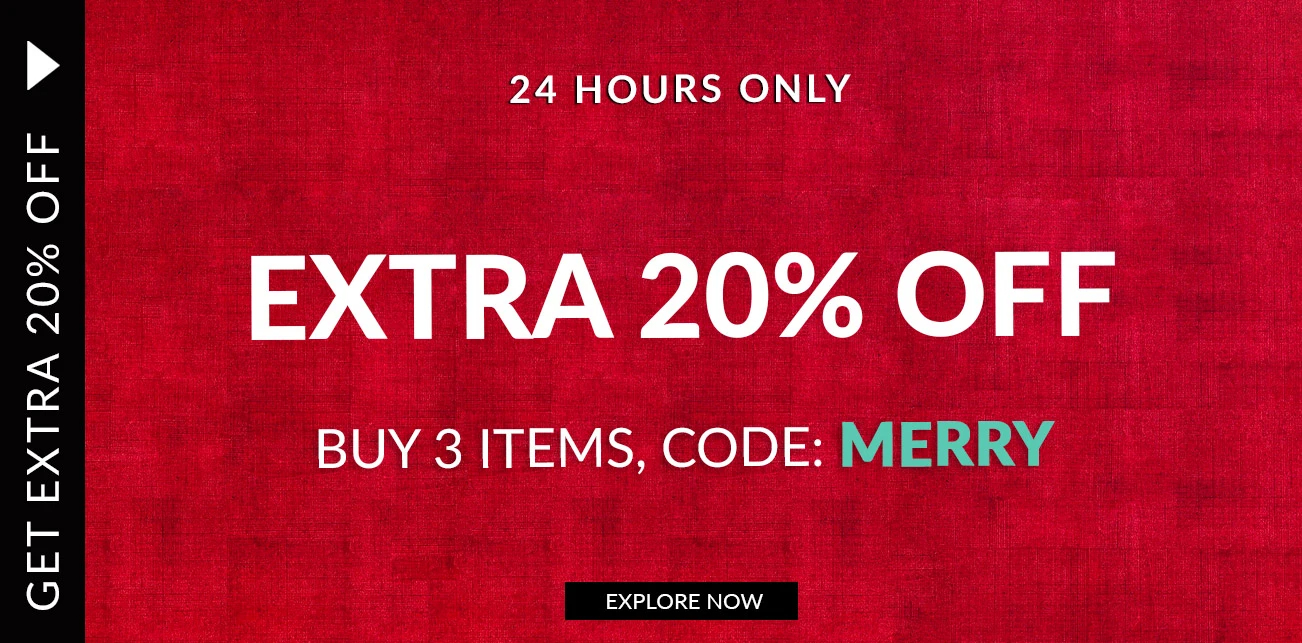 GET EXTRA 20% OFF
24 HOURS ONLY
EXTRA 20% OFF
BUY 3 ITEMS, CODE: MERRY
EXPLORE NOW